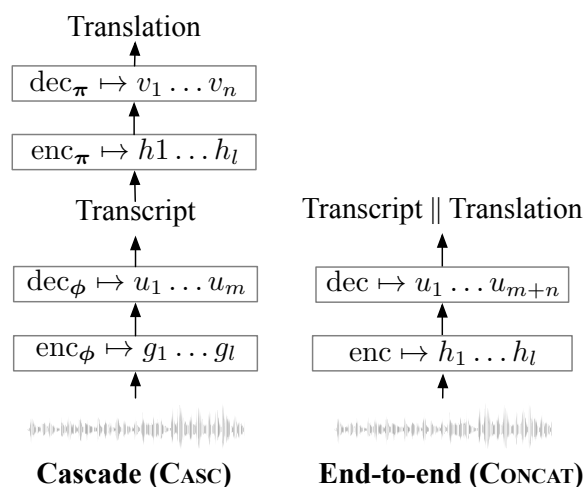 Translation
dec_π ↦ v_1 … v_n
enc_π ↦ h1 … h_l
Transcript
dec_ϕ ↦ u_1 … u_m
enc_ϕ ↦ g_1 … g_l
Cascade (CASC)
Transcript ∥ Translation
dec ↦ u_1 … u_{m+n}
enc ↦ h_1 … h_l
End-to-end (CONCAT)